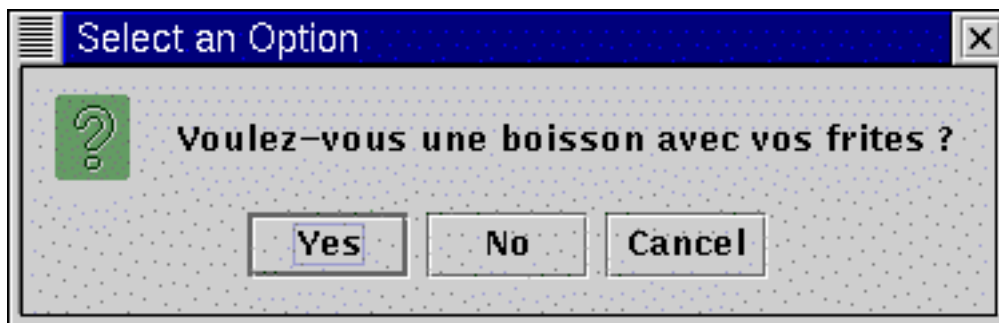 Select an Option
Voulez-vous une boisson avec vos frites ?
Yes No Cancel